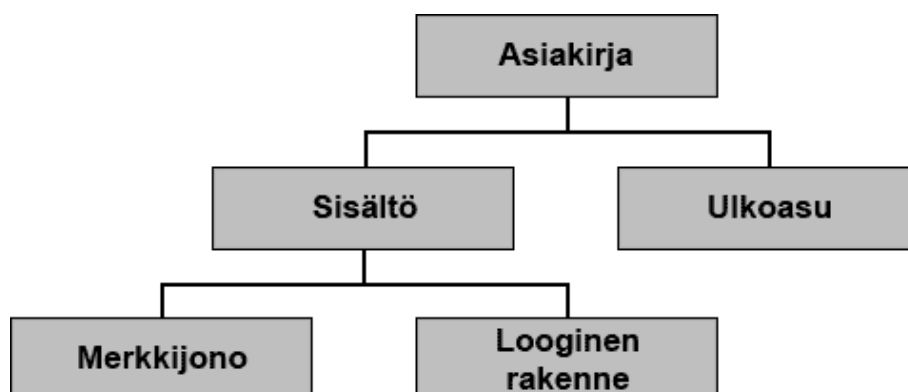 Asiakirja
Sisältö
Ulkoasu
Merkkijono
Looginen
rakenne